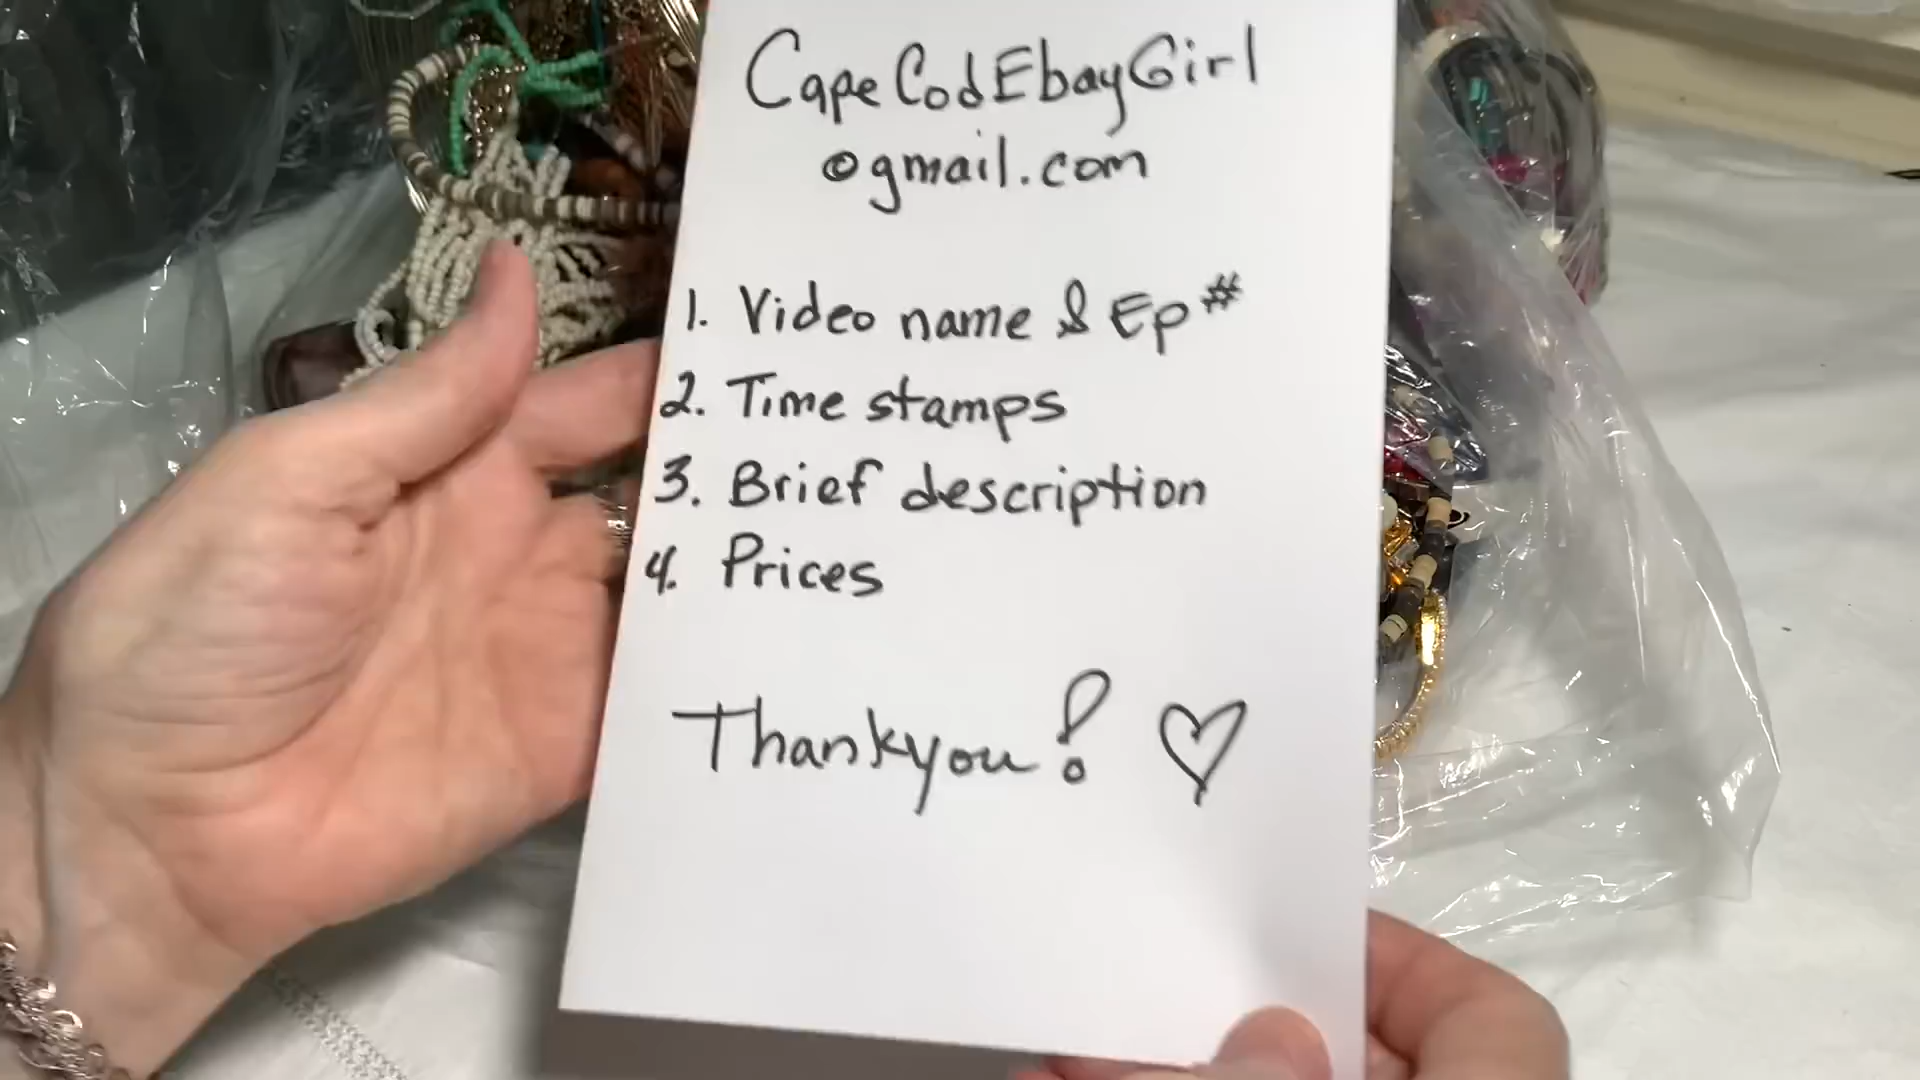 CapeCodEbayGirl
@gmail.com
1. Video name & Ep#
2. Time stamps
3. Brief description
4. Prices
Thankyou! ♡